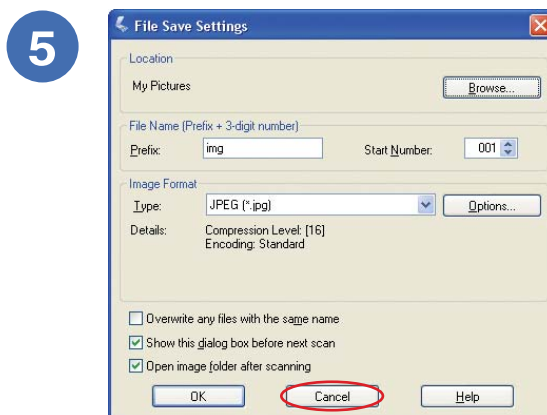 5
File Save Settings
Location
My Pictures
Browse...
File Name (Prefix + 3-digit number)
Prefix: img Start Number: 001
Image Format
Type: JPEG (*.jpg) Options...
Details: Compression Level: [16]
Encoding: Standard
Overwrite any files with the same name
Show this dialog box before next scan
Open image folder after scanning
OK Cancel Help